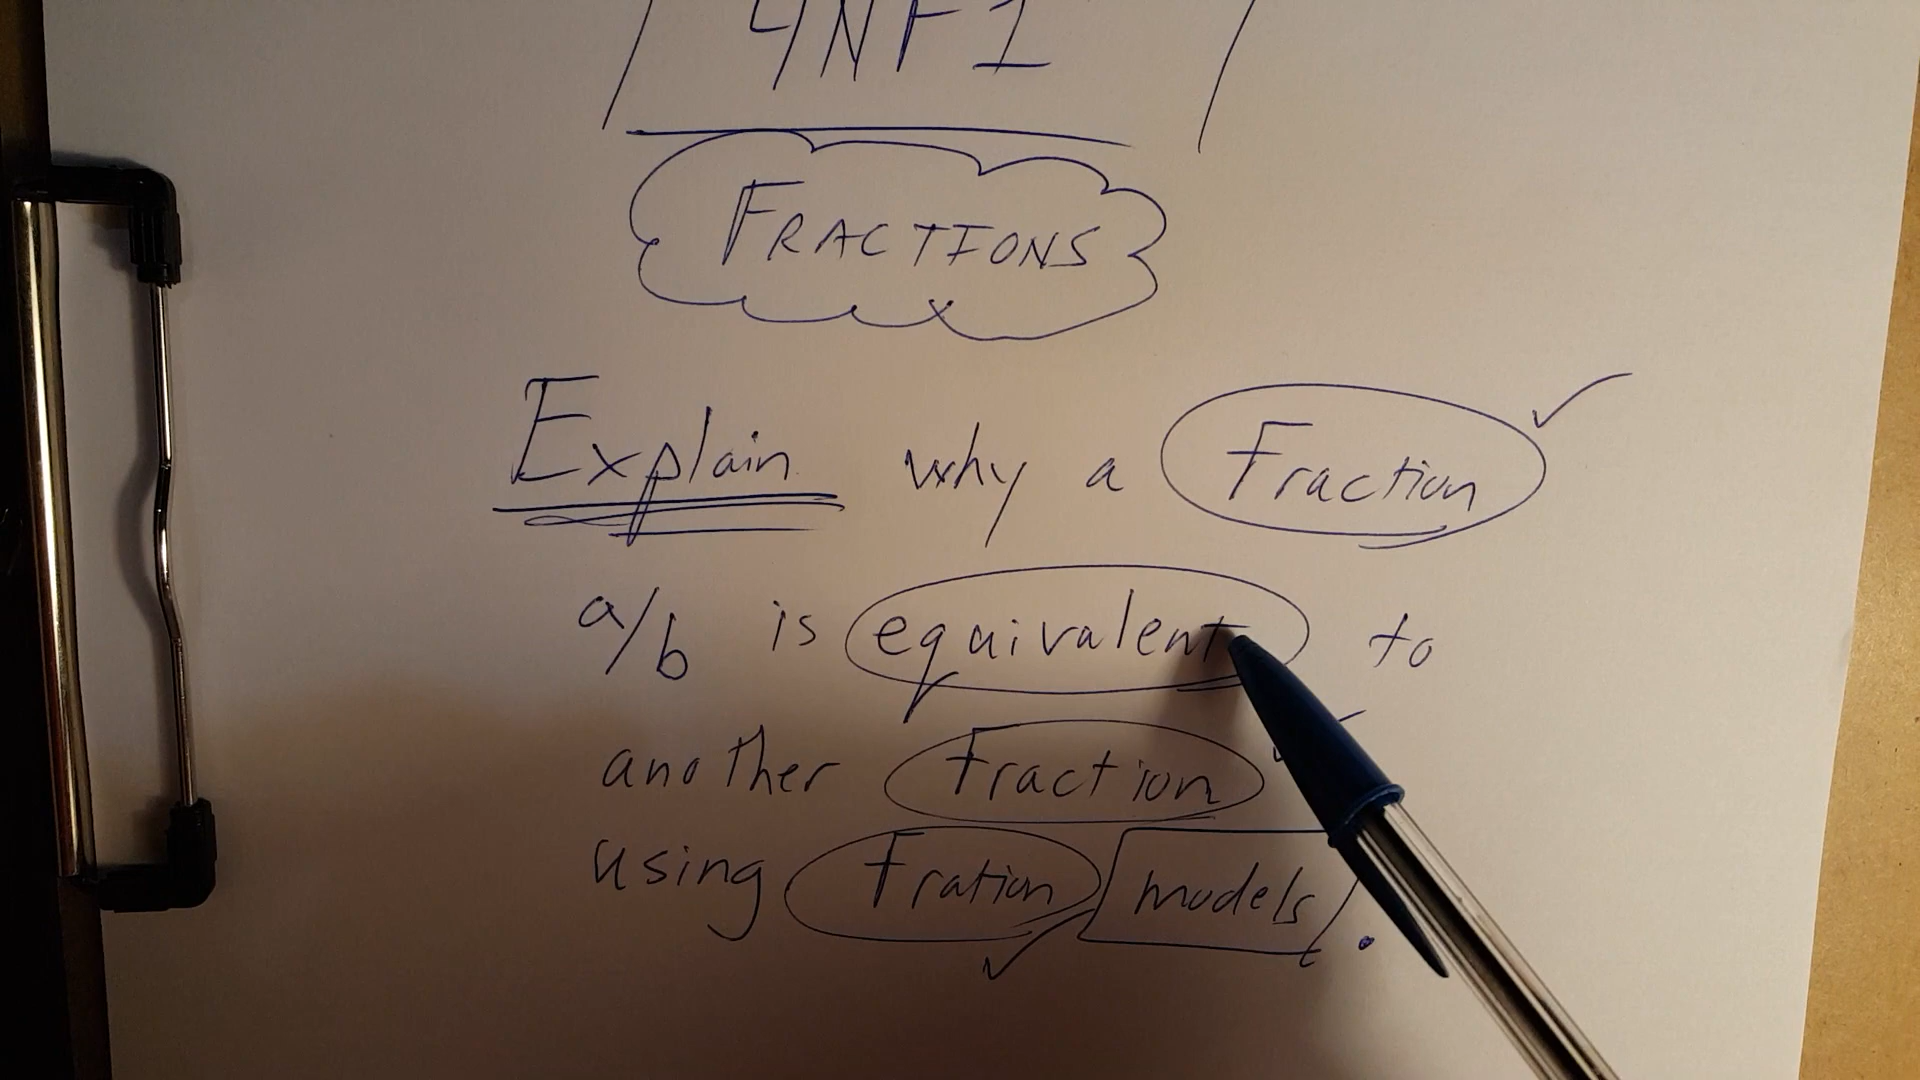 4NF1
FRACTIONS
Explain why a Fraction
a/b is equivalent to
another Fraction
using Fration models.